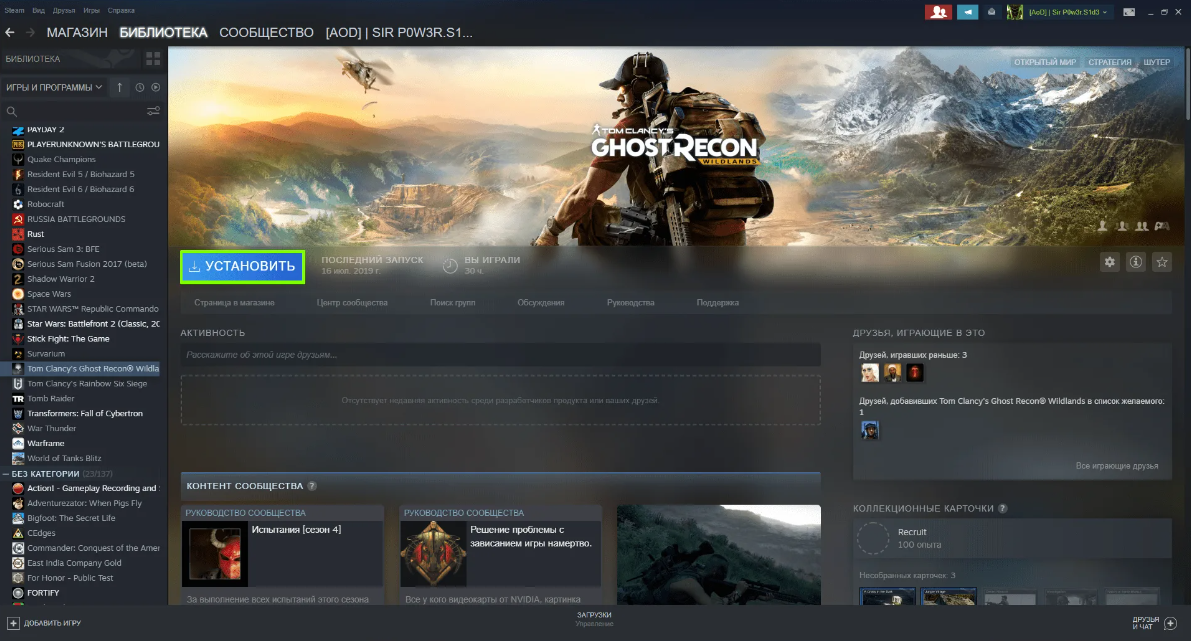 Steam Вид Друзья Игры Справка
[AoD] | Sir P0w3r.S1d3
МАГАЗИН БИБЛИОТЕКА СООБЩЕСТВО [AOD] | SIR P0W3R.S1...
БИБЛИОТЕКА
ИГРЫ И ПРОГРАММЫ
PAYDAY 2
PLAYERUNKNOWN'S BATTLEGROU
Quake Champions
Resident Evil 5 / Biohazard 5
Resident Evil 6 / Biohazard 6
Robocraft
RUSSIA BATTLEGROUNDS
Rust
Serious Sam 3: BFE
Serious Sam Fusion 2017 (beta)
Shadow Warrior 2
Space Wars
STAR WARS™ Republic Commando
Star Wars: Battlefront 2 (Classic, 20
Stick Fight: The Game
Survarium
Tom Clancy's Ghost Recon® Wildla
Tom Clancy's Rainbow Six Siege
Tomb Raider
Transformers: Fall of Cybertron
War Thunder
Warframe
World of Tanks Blitz
— БЕЗ КАТЕГОРИИ (23/137)
Action! - Gameplay Recording and
Adventurezator: When Pigs Fly
Bigfoot: The Secret Life
CEdges
Commander: Conquest of the Amer
East India Company Gold
For Honor - Public Test
FORTIFY
ОТКРЫТЫЙ МИР СТРАТЕГИЯ ШУТЕР
TOM CLANCY'S
GHOST RECON
WILDLANDS
УСТАНОВИТЬ
ПОСЛЕДНИЙ ЗАПУСК
16 июл. 2019 г.
ВЫ ИГРАЛИ
30 ч.
Страница в магазине Центр сообщества Поиск групп Обсуждения Руководства Поддержка
АКТИВНОСТЬ
Расскажите об этой игре друзьям...
Отсутствует недавняя активность среди разработчиков продукта или ваших друзей
КОНТЕНТ СООБЩЕСТВА ?
РУКОВОДСТВО СООБЩЕСТВА
Испытания [сезон 4]
За выполнение всех испытаний этого сезона
РУКОВОДСТВО СООБЩЕСТВА
Решение проблемы с
зависанием игры намертво.
Все у кого видеокарты от NVIDIA, картинка
ДРУЗЬЯ, ИГРАЮЩИЕ В ЭТО
Друзей, игравших раньше: 3
Друзей, добавивших Tom Clancy's Ghost Recon® Wildlands в список желаемого:
1
Все играющие друзья
КОЛЛЕКЦИОННЫЕ КАРТОЧКИ ?
Recruit
100 опыта
Несобранных карточек: 3
ДОБАВИТЬ ИГРУ
ЗАГРУЗКИ
Управление
ДРУЗЬЯ
И ЧАТ